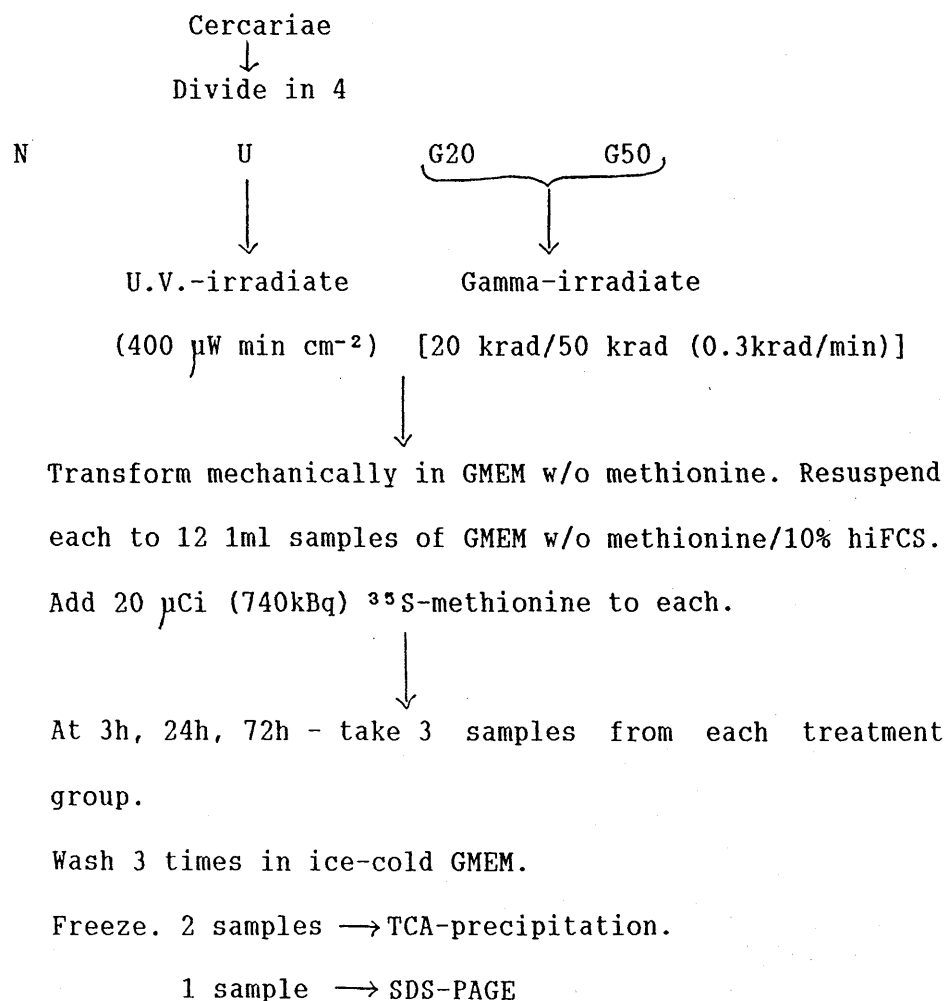 Cercariae
Divide in 4
N U G20 G50
U.V.-irradiate Gamma-irradiate
(400 μW min cm⁻²) [20 krad/50 krad (0.3krad/min)]
Transform mechanically in GMEM w/o methionine. Resuspend
each to 12 1ml samples of GMEM w/o methionine/10% hiFCS.
Add 20 μCi (740kBq) ³⁵S-methionine to each.
At 3h, 24h, 72h - take 3 samples from each treatment
group.
Wash 3 times in ice-cold GMEM.
Freeze. 2 samples → TCA-precipitation.
1 sample → SDS-PAGE